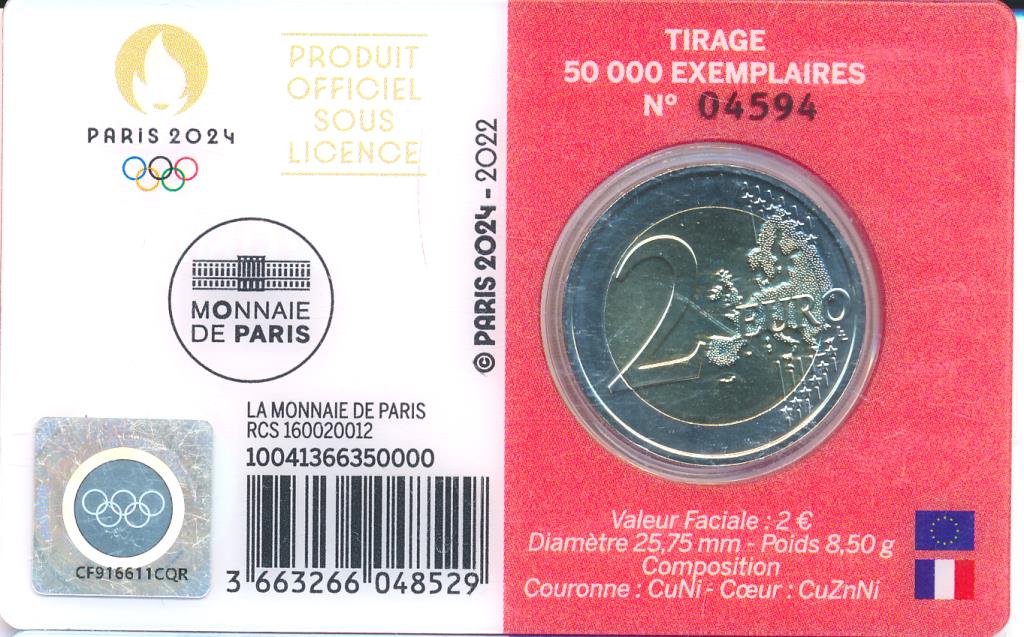 PARIS 2024
PRODUIT
OFFICIEL
SOUS
LICENCE
MONNAIE
DE PARIS
© PARIS 2024 - 2022
LA MONNAIE DE PARIS
RCS 160020012
10041366350000
3 663266 048529
CF916611CQR
TIRAGE
50 000 EXEMPLAIRES
N° 04594
2 EURO
Valeur Faciale : 2 €
Diamètre 25,75 mm - Poids 8,50 g
Composition
Couronne : CuNi - Cœur : CuZnNi